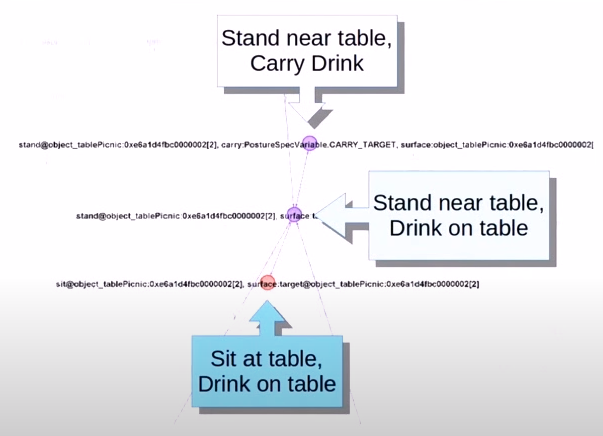 Stand near table,
Carry Drink
stand@object_tablePicnic:0xe6a1d4fbc0000002[2], carry:PostureSpecVariable.CARRY_TARGET, surface:object_tablePicnic:0xe6a1d4fbc0000002[
Stand near table,
Drink on table
stand@object_tablePicnic:0xe6a1d4fbc0000002[2], surface
sit@object_tablePicnic:0xe6a1d4fbc0000002[2], surface:target@object_tablePicnic:0xe6a1d4fbc0000002[2]
Sit at table,
Drink on table